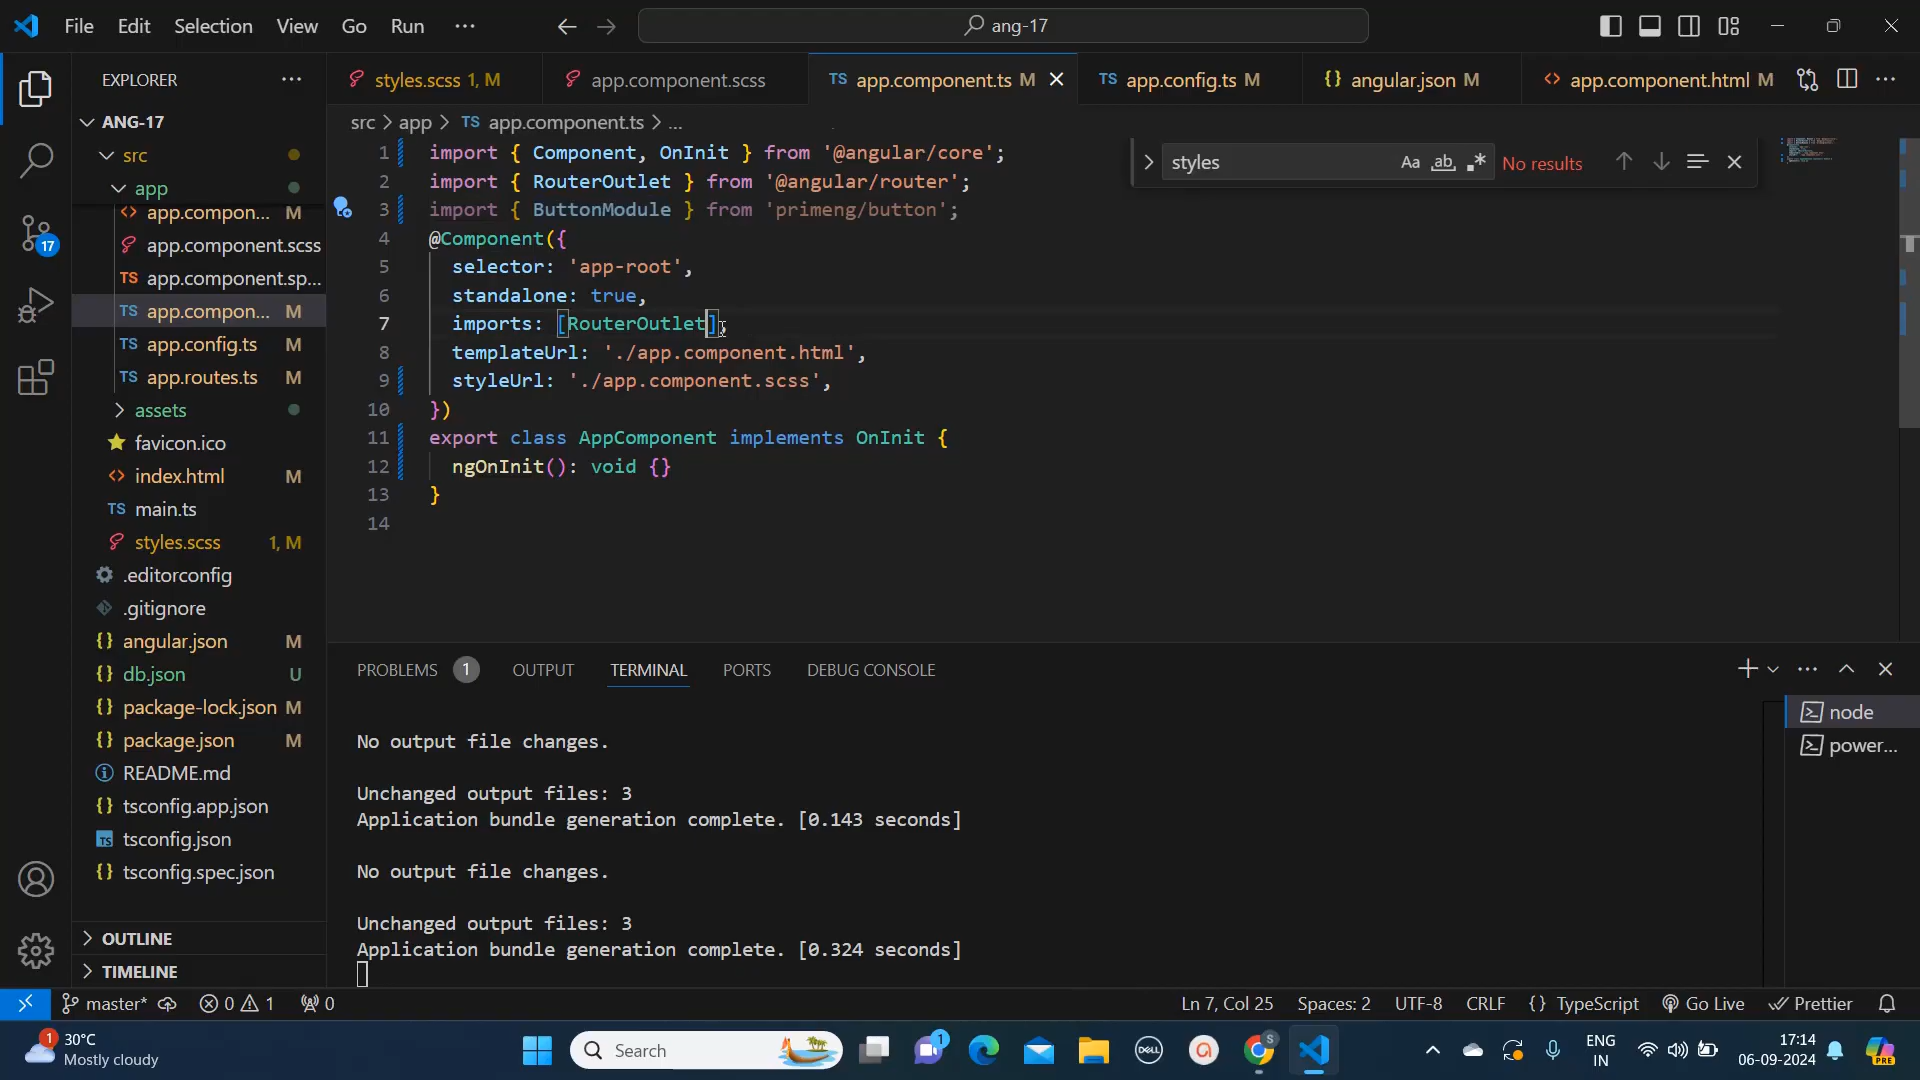 File Edit Selection View Go Run ··· ang-17
EXPLORER
ANG-17
src
app
app.compon... M
app.component.scss
app.component.sp...
app.compon... M
app.config.ts M
app.routes.ts M
assets
favicon.ico
index.html M
main.ts
styles.scss 1, M
.editorconfig
.gitignore
angular.json M
db.json U
package-lock.json M
package.json M
README.md
tsconfig.app.json
tsconfig.json
tsconfig.spec.json
OUTLINE
TIMELINE
17
styles.scss 1, M app.component.scss TS app.component.ts M TS app.config.ts M {} angular.json M <> app.component.html M
src > app > TS app.component.ts > ...
styles Aa ab, .* No results
1 import { Component, OnInit } from '@angular/core';
2 import { RouterOutlet } from '@angular/router';
3 import { ButtonModule } from 'primeng/button';
4 @Component({
5 selector: 'app-root',
6 standalone: true,
7 imports: [RouterOutlet],
8 templateUrl: './app.component.html',
9 styleUrl: './app.component.scss',
10 })
11 export class AppComponent implements OnInit {
12 ngOnInit(): void {}
13 }
14
PROBLEMS 1 OUTPUT TERMINAL PORTS DEBUG CONSOLE
No output file changes.
Unchanged output files: 3
Application bundle generation complete. [0.143 seconds]
No output file changes.
Unchanged output files: 3
Application bundle generation complete. [0.324 seconds]
node
power...
master* 0 1 0 Ln 7, Col 25 Spaces: 2 UTF-8 CRLF {} TypeScript Go Live Prettier
1 30°C
Mostly cloudy
Search
1
DELL
a
S
ENG
IN
17:14
06-09-2024
PRE